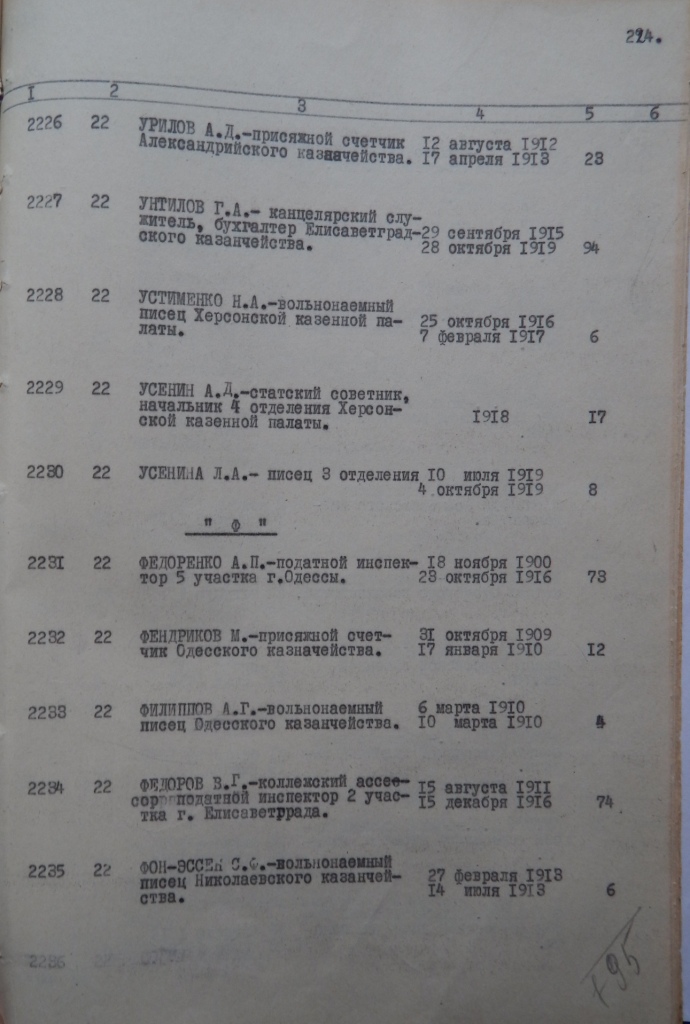 224.
1 2 3 4 5 6
2226 22 УРИЛОВ А.Д.-присяжной счетчик 12 августа 1912
Александрийского казначейства. 17 апреля 1913 23
2227 22 УНТИЛОВ Г.А.- канцелярский слу-
житель, бухгалтер Елисаветград- 29 сентября 1915
ского казанчейства. 28 октября 1919 94
2228 22 УСТИМЕНКО Н.А.-вольнонаемный
писец Херсонской казенной па- 25 октября 1916
латы. 7 февраля 1917 6
2229 22 УСЕНИН А.Д.-статский советник,
начальник 4 отделения Херсон-
ской казенной палаты. 1918 17
2230 22 УСЕНИНА Л.А.- писец 3 отделения 10 июля 1919
4 октября 1919 8
" Ф "
2231 22 ФЕДОРЕНКО А.П.-податной инспек- 18 ноября 1900
тор 5 участка г.Одессы. 23 октября 1916 73
2232 22 ФЕНДРИКОВ М.-присяжной счет- 31 октября 1909
чик Одесского казначейства. 17 января 1910 12
2233 22 ФИЛИППОВ А.Г.-вольнонаемный 6 марта 1910
писец Одесского казанчейства. 10 марта 1910 4
2234 22 ФЕДОРОВ В.Г.-коллежский ассе-
сор податной инспектор 2 учас- 15 августа 1911
тка г. Елисаветграда. 15 декабря 1916 74
2235 22 ФОН-ЭССЕН С.Ф.-вольнонаемный
писец Николаевского казанчей- 27 февраля 1913
ства. 14 июля 1913 6
2236
+95